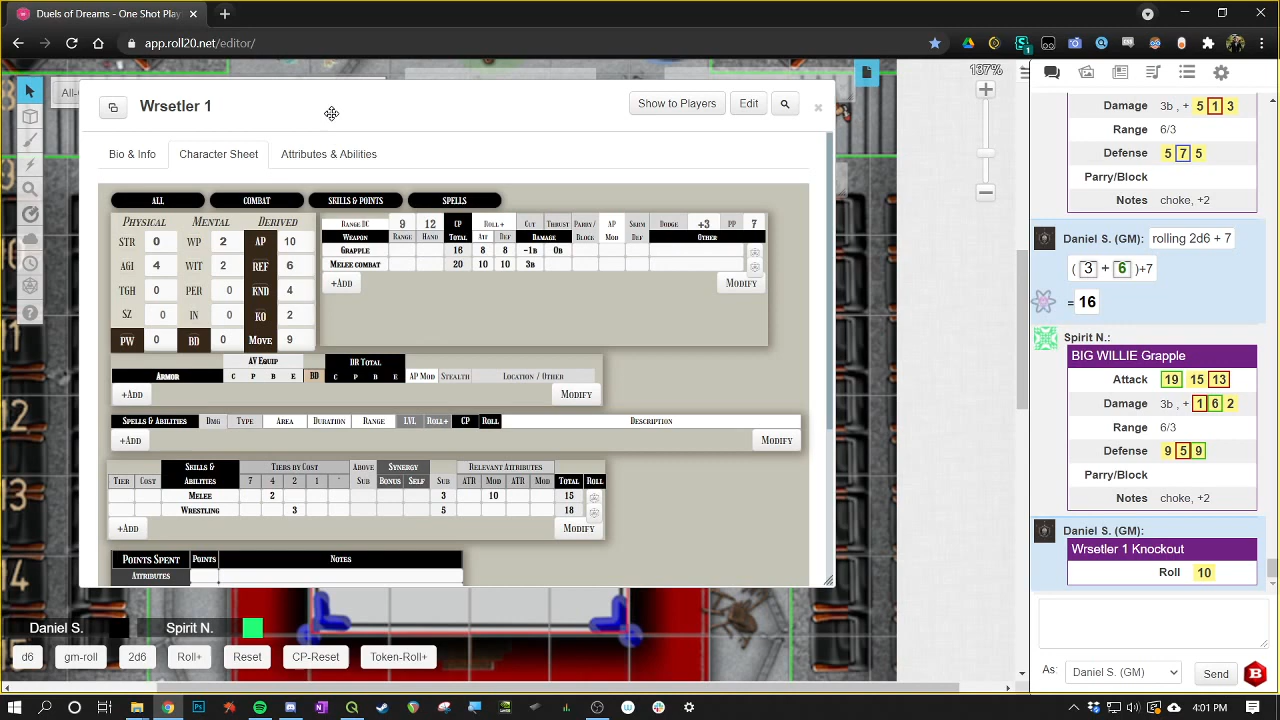 Duels of Dreams - One Shot Play
app.roll20.net/editor/
All-
137%
Wrsetler 1
Show to Players
Edit
Bio & Info
Character Sheet
Attributes & Abilities
ALL
COMBAT
SKILLS & POINTS
SPELLS
PHYSICAL MENTAL DERIVED
STR 0 WP 2 AP 10
AGI 4 WIT 2 REF 6
TGH 0 PER 0 KND 4
SZ 0 IN 0 KO 2
PW 0 BD 0 MOVE 9
RANGE DC 9 12 CP ROLL+ CUT THRUST PARRY/ AP SKIRM DODGE +3 PP 7
WEAPON RANGE HAND TOTAL ATT DEF DAMAGE BLOCK MOD DEF OTHER
GRAPPLE 16 8 8 -1B 0B
MELEE COMBAT 20 10 10 3B
+ADD
MODIFY
AV EQUIP DR TOTAL
ARMOR C P B E BD C P B E AP MOD STEALTH LOCATION / OTHER
+ADD
MODIFY
SPELLS & ABILITIES DMG TYPE AREA DURATION RANGE LVL ROLL+ CP ROLL DESCRIPTION
+ADD
MODIFY
SKILLS & TIERS BY COST ABOVE SYNERGY RELEVANT ATTRIBUTES
TIER COST ABILITIES 7 4 2 1 SUB BONUS SELF SUB ATR MOD ATR MOD TOTAL ROLL
MELEE 2 3 10 15
WRESTLING 3 5 18
+ADD
MODIFY
POINTS SPENT POINTS NOTES
ATTRIBUTES
Daniel S.
Spirit N.
d6
gm-roll
2d6
Roll+
Reset
CP-Reset
Token-Roll+
Damage 3b , + 5 1 3
Range 6/3
Defense 5 7 5
Parry/Block
Notes choke, +2
Daniel S. (GM): rolling 2d6 + 7
( 3 + 6 )+7
= 16
Spirit N.:
BIG WILLIE Grapple
Attack 19 15 13
Damage 3b , + 1 6 2
Range 6/3
Defense 9 5 9
Parry/Block
Notes choke, +2
Daniel S. (GM):
Wrsetler 1 Knockout
Roll 10
As: Daniel S. (GM)
Send
4:01 PM